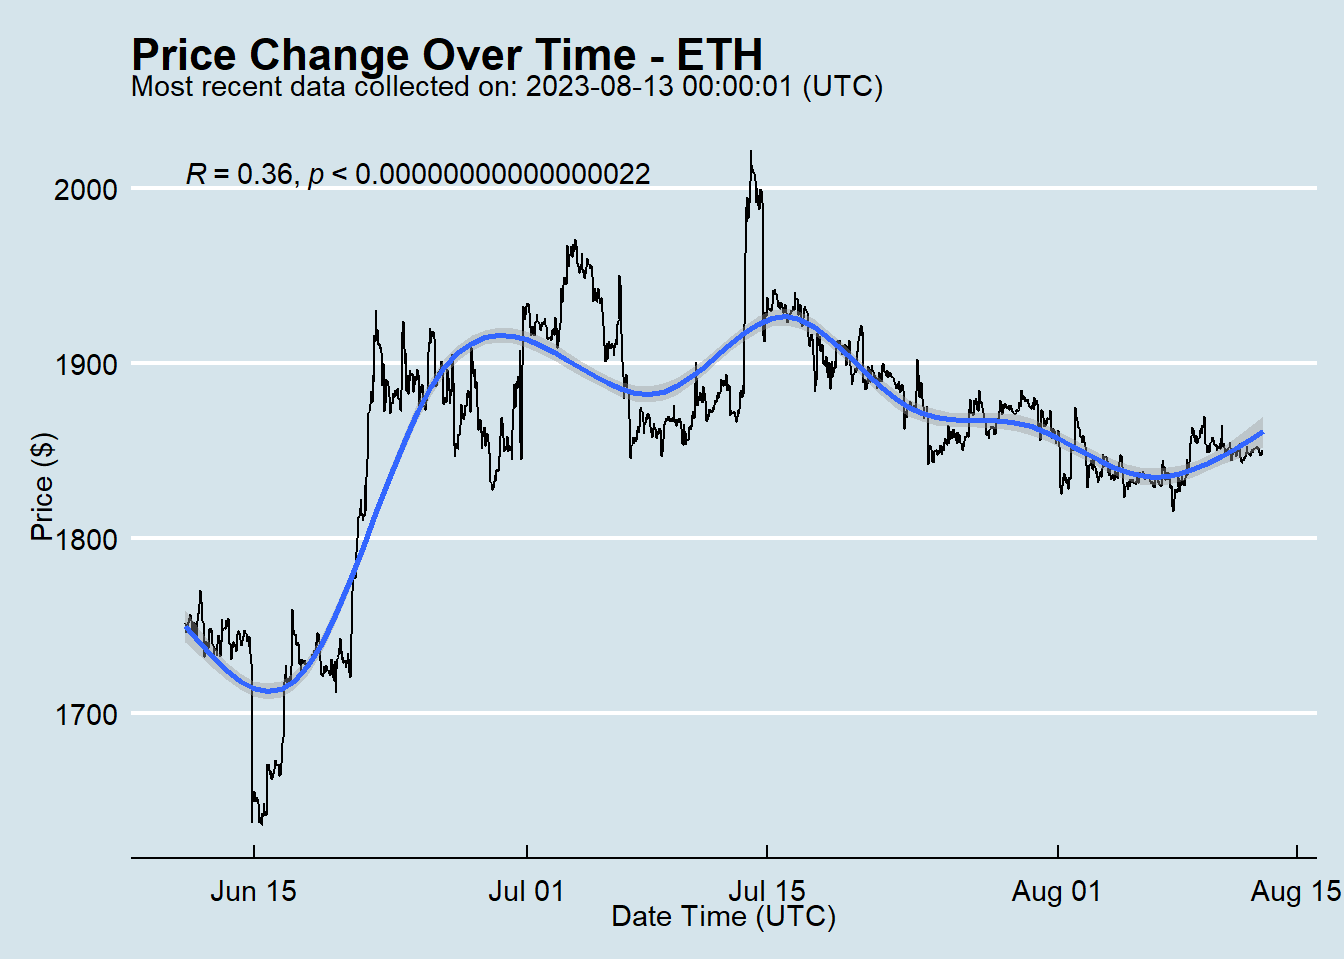 Price Change Over Time - ETH
Most recent data collected on: 2023-08-13 00:00:01 (UTC)
R = 0.36, p < 0.00000000000000022
2000
1900
1800
1700
Price ($)
Jun 15
Jul 01
Jul 15
Aug 01
Aug 15
Date Time (UTC)